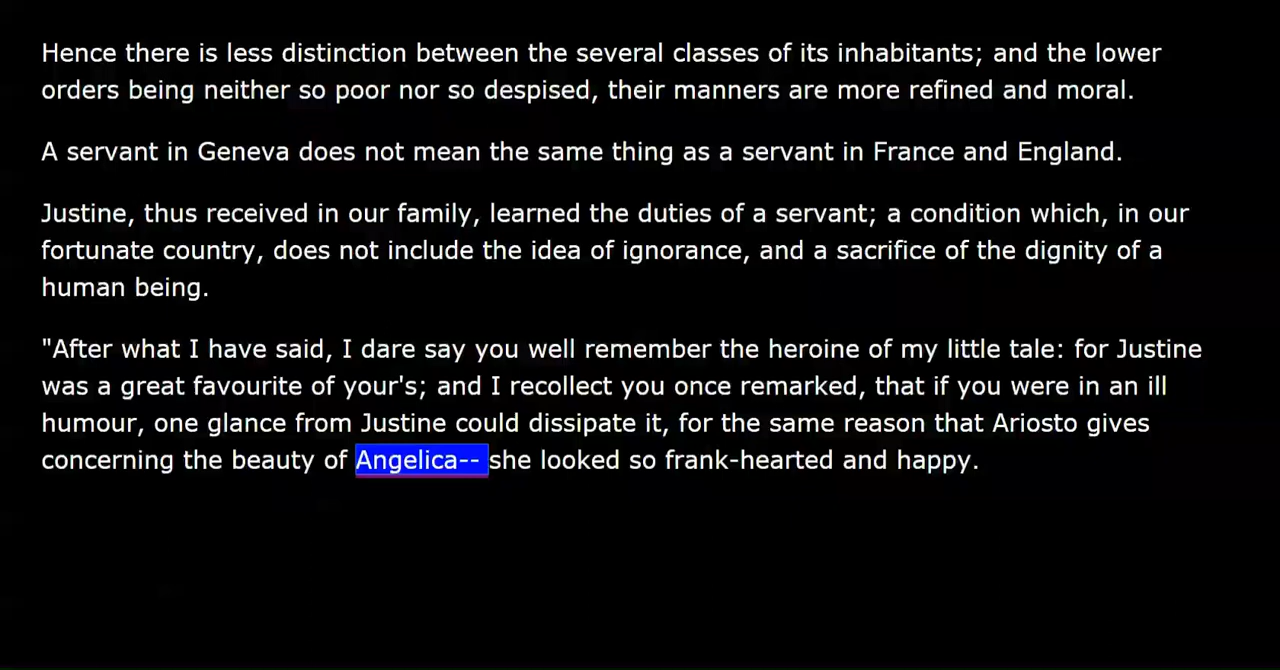 Hence there is less distinction between the several classes of its inhabitants; and the lower
orders being neither so poor nor so despised, their manners are more refined and moral.
A servant in Geneva does not mean the same thing as a servant in France and England.
Justine, thus received in our family, learned the duties of a servant; a condition which, in our
fortunate country, does not include the idea of ignorance, and a sacrifice of the dignity of a
human being.
"After what I have said, I dare say you well remember the heroine of my little tale: for Justine
was a great favourite of your's; and I recollect you once remarked, that if you were in an ill
humour, one glance from Justine could dissipate it, for the same reason that Ariosto gives
concerning the beauty of Angelica-- she looked so frank-hearted and happy.